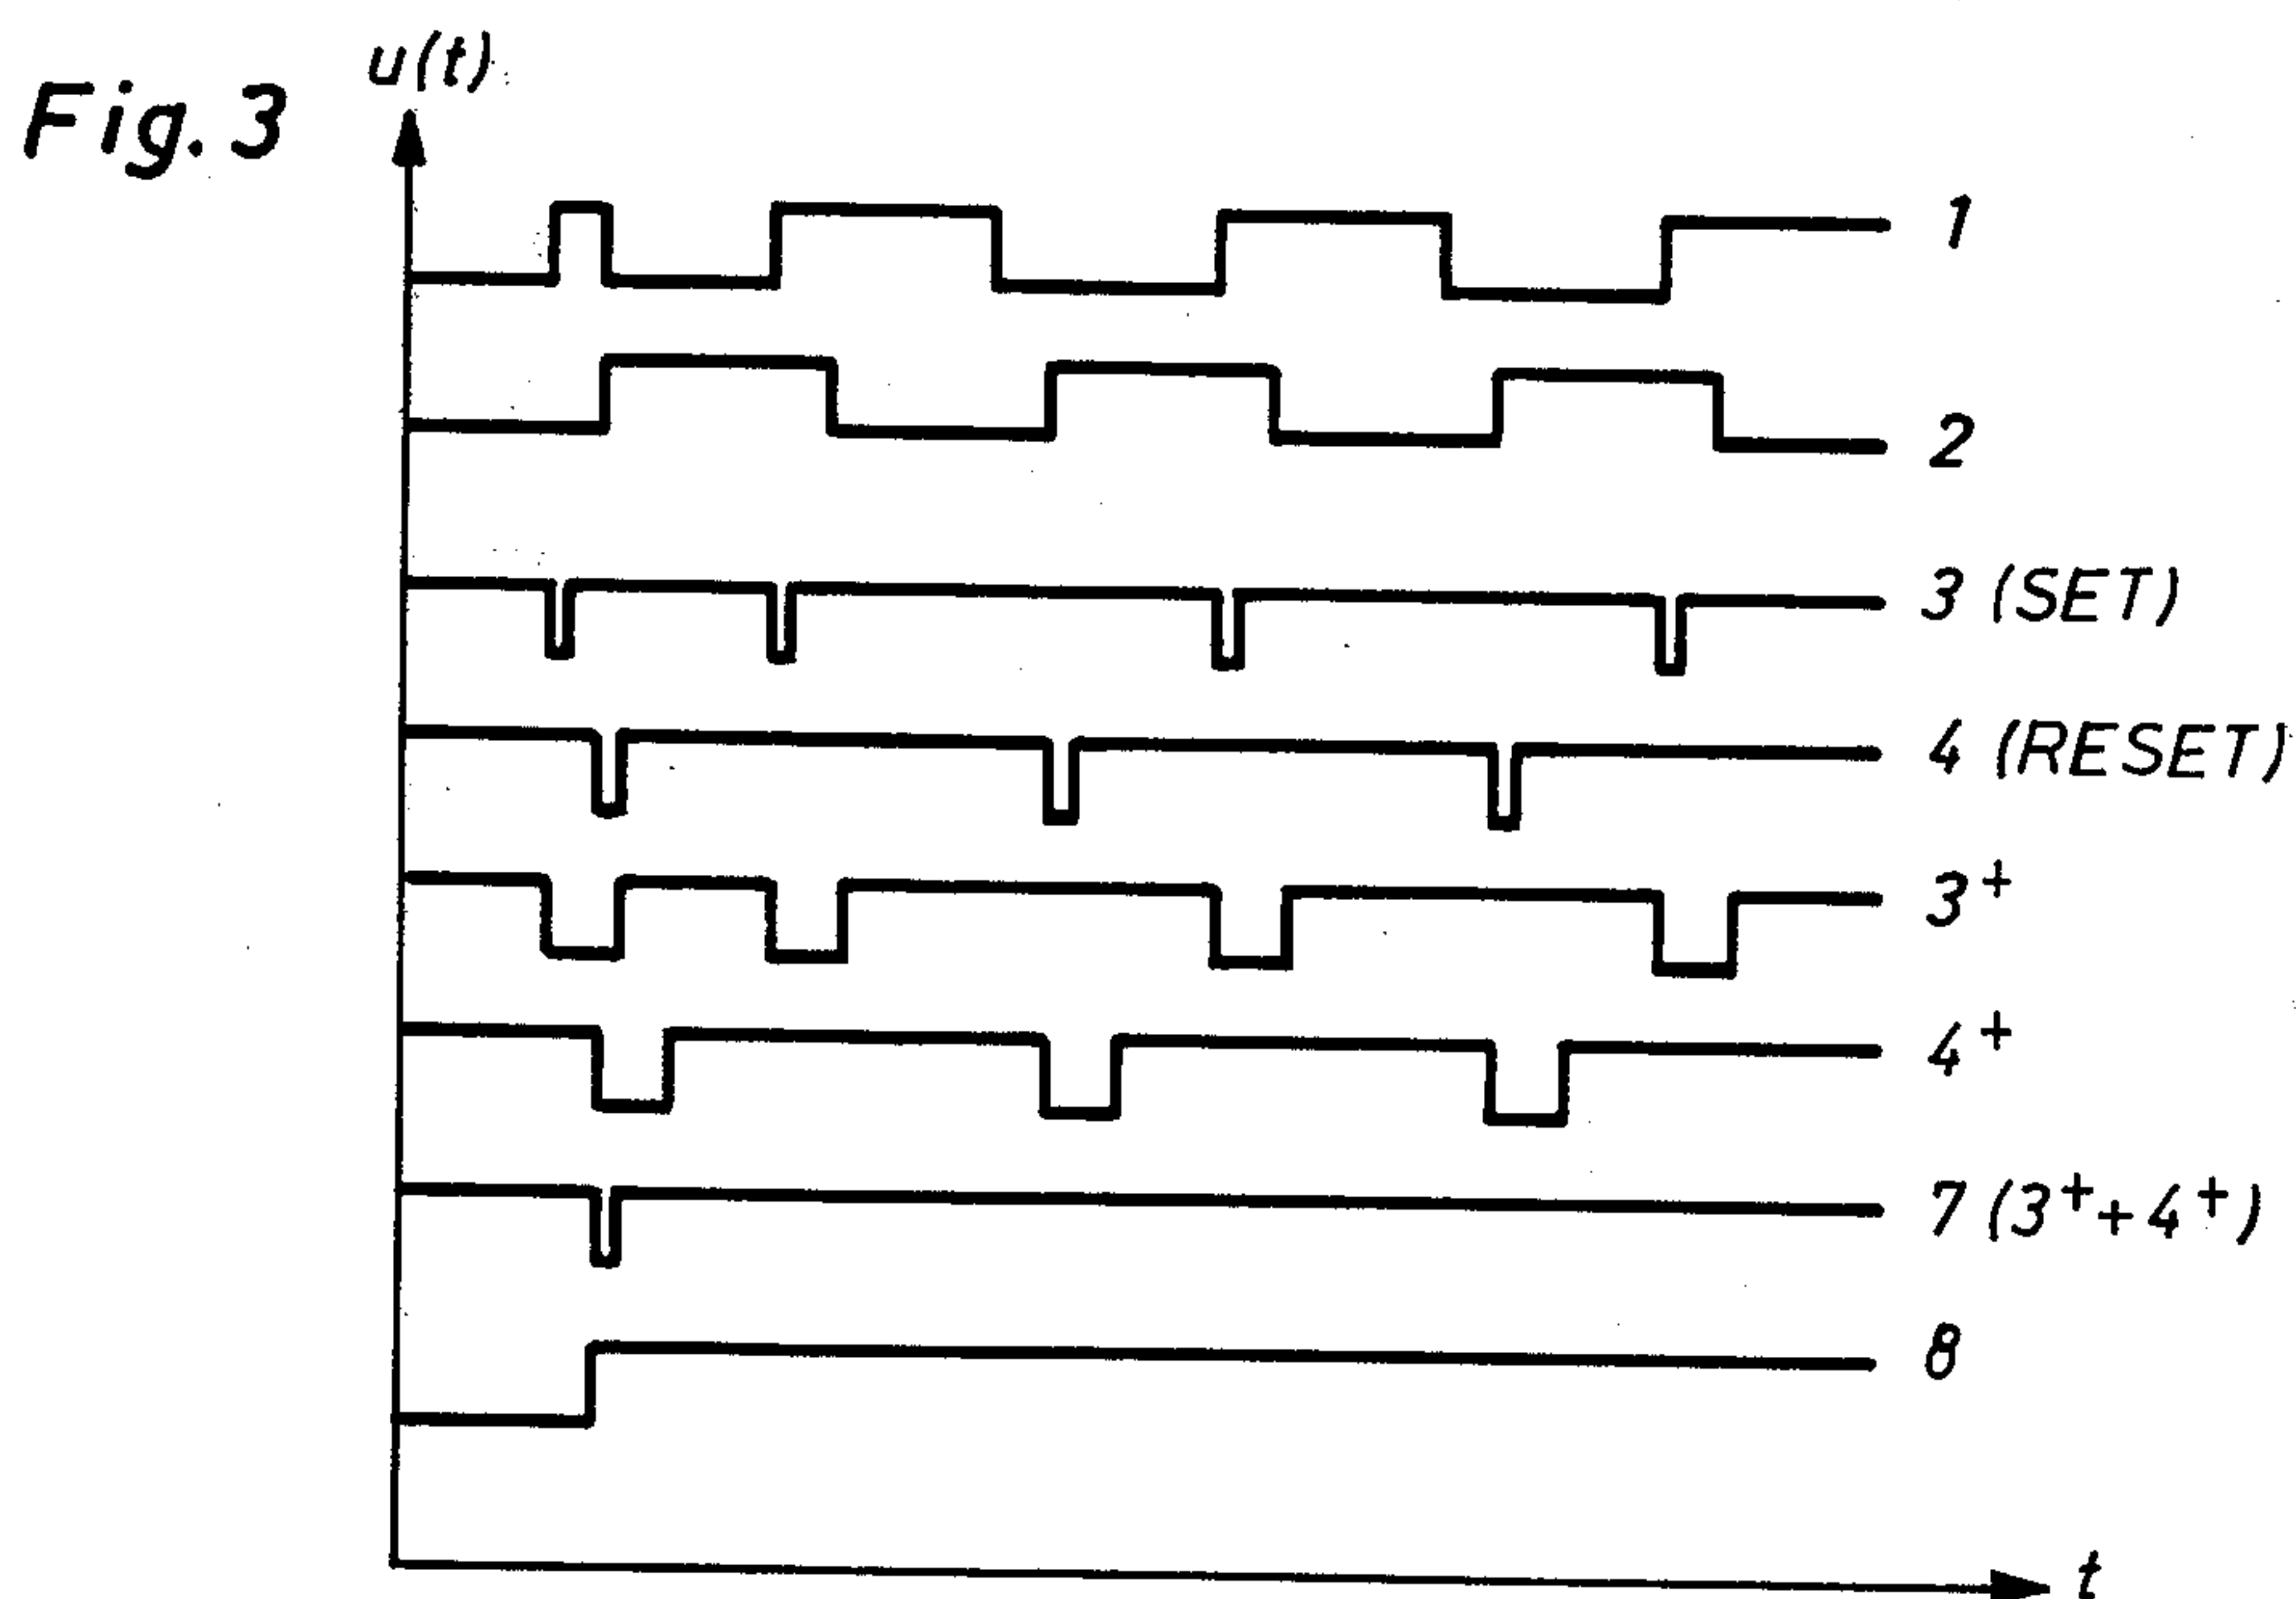 Fig. 3
u(t)
1
2
3 (SET)
4 (RESET)
3⁺
4⁺
7 (3⁺+4⁺)
8
t